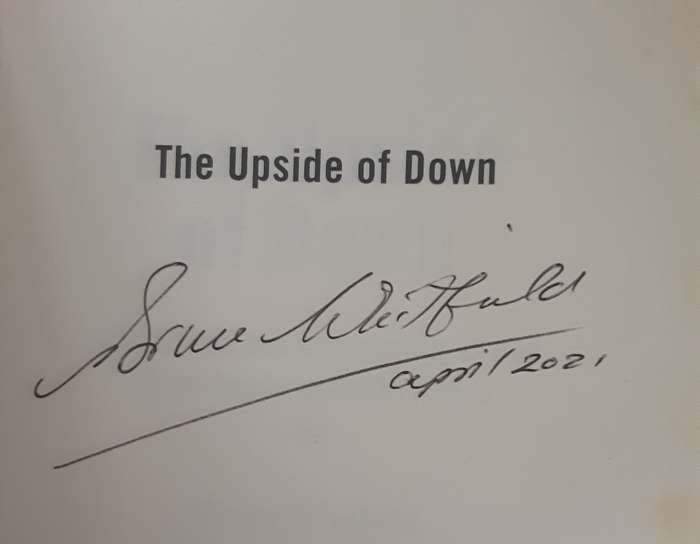 The Upside of Down
Bruce Whitfield
april 2021